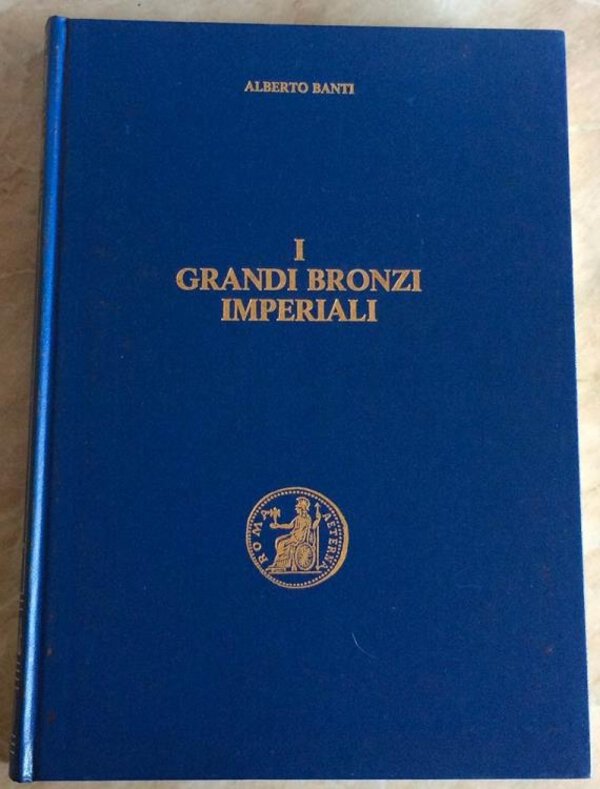 ALBERTO BANTI
I
GRANDI BRONZI
IMPERIALI
ROMA AETERNA